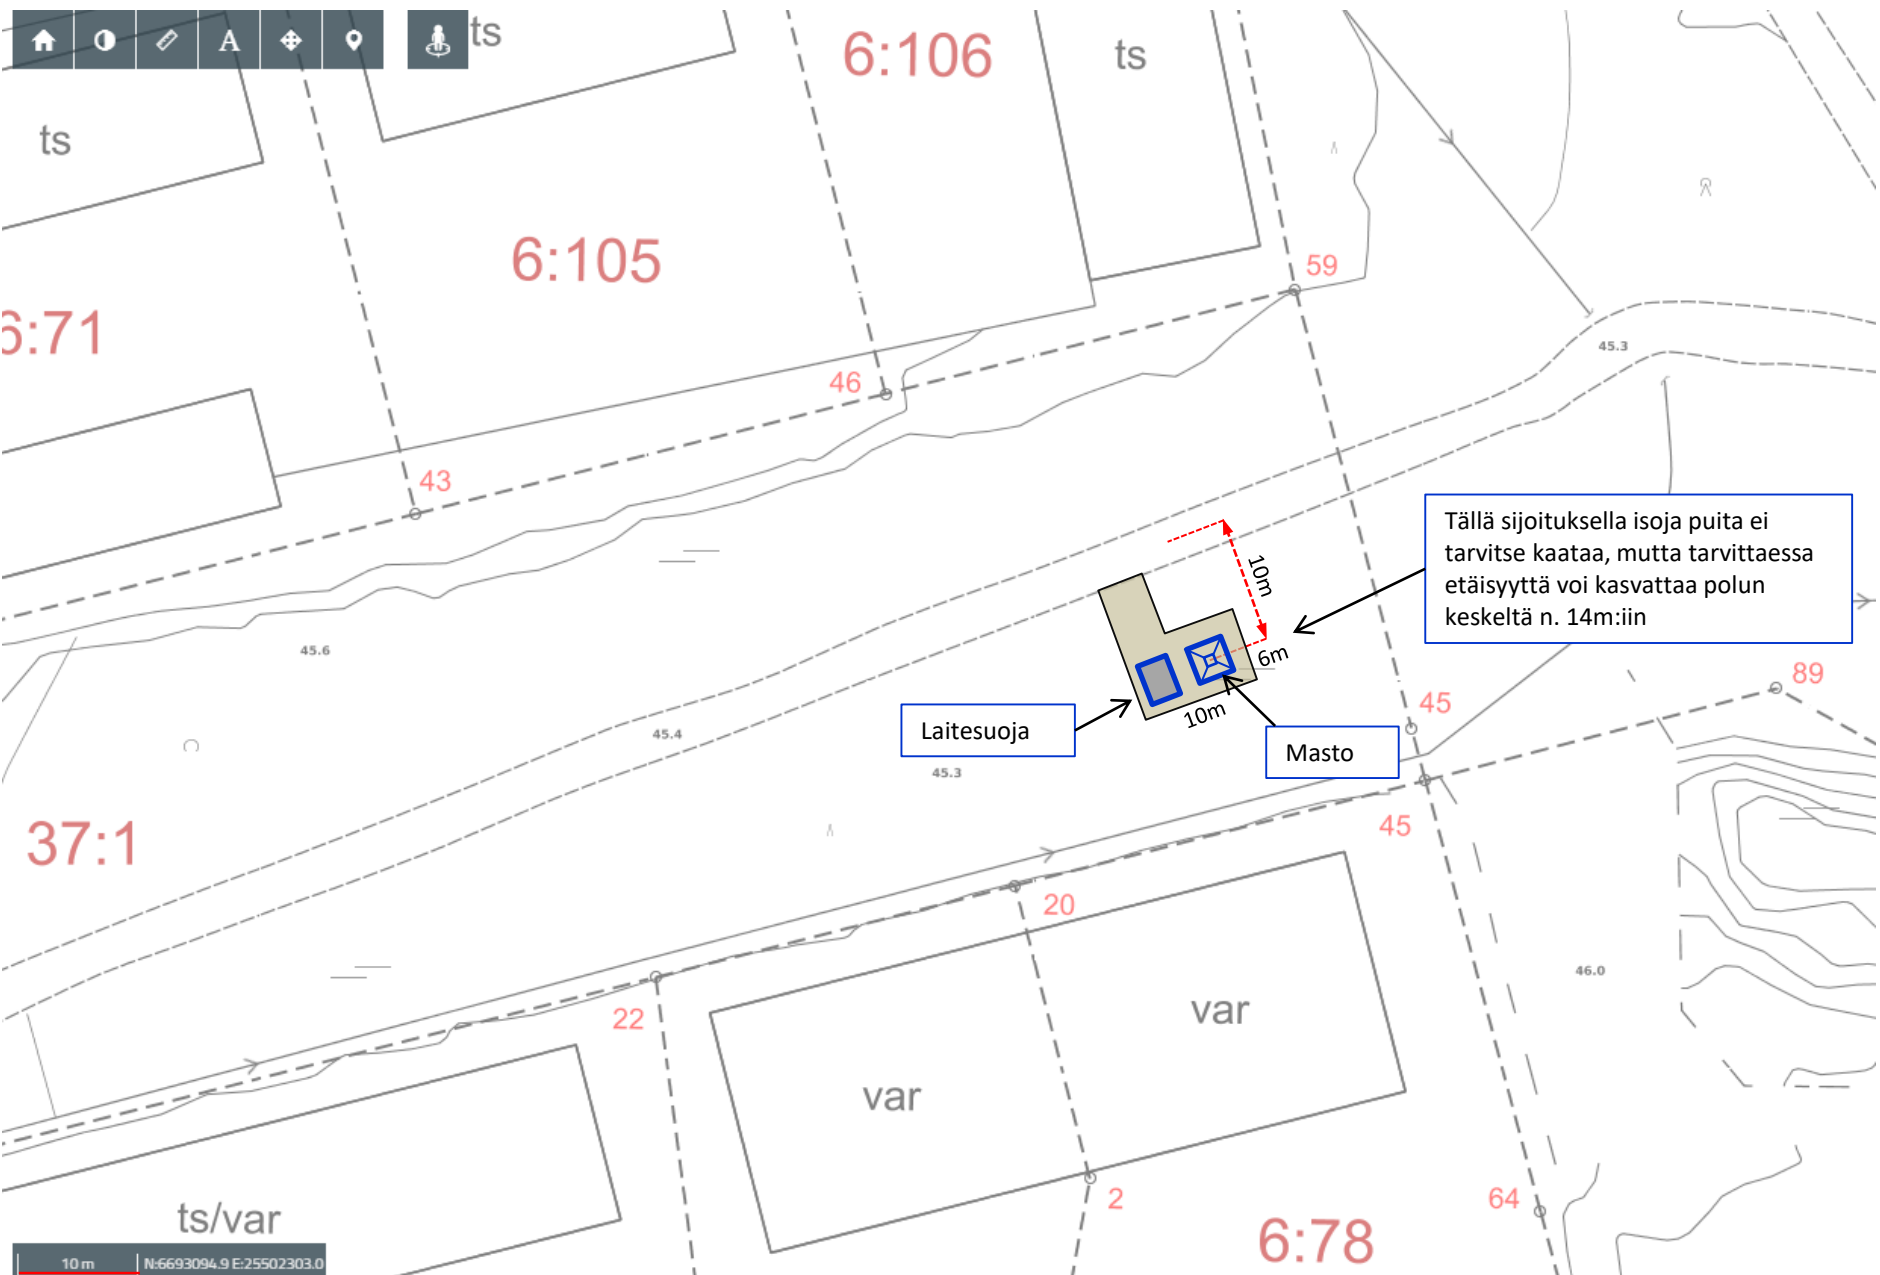 A
ts
6:106
ts
ts
6:105
59
6:71
45.3
46
43
Tällä sijoituksella isoja puita ei
tarvitse kaataa, mutta tarvittaessa
etäisyyttä voi kasvattaa polun
keskeltä n. 14m:iin
10m
6m
45.6
89
45
10m
Laitesuoja
45.4
Masto
45.3
37:1
45
20
46.0
22
var
var
2
64
ts/var
6:78
10 m
N:6693094.9 E:25502303.0